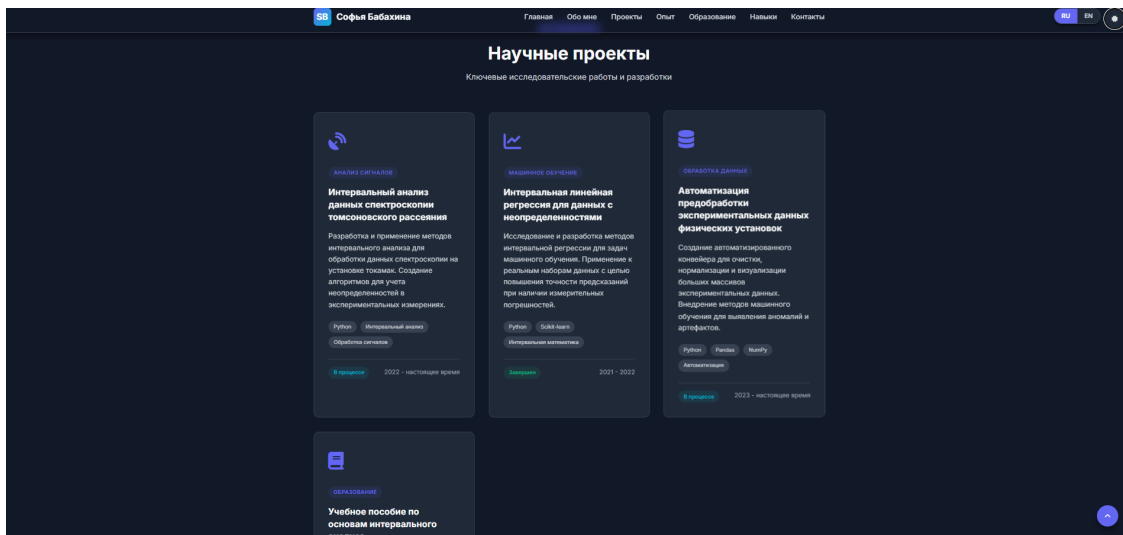 SB Софья Бабахина
Главная Обо мне Проекты Опыт Образование Навыки Контакты
RU EN
Научные проекты
Ключевые исследовательские работы и разработки
АНАЛИЗ СИГНАЛОВ
Интервальный анализ
данных спектроскопии
томсоновского рассеяния
Разработка и применение методов
интервального анализа для
обработки данных спектроскопии на
установке токамак. Создание
алгоритмов для учета
неопределенностей в
экспериментальных измерениях.
Python Интервальный анализ
Обработка сигналов
В процессе 2022 - настоящее время
МАШИННОЕ ОБУЧЕНИЕ
Интервальная линейная
регрессия для данных с
неопределенностями
Исследование и разработка методов
интервальной регрессии для задач
машинного обучения. Применение к
реальным наборам данных с целью
повышения точности предсказаний
при наличии измерительных
погрешностей.
Python Scikit-learn
Интервальная математика
Завершен 2021 - 2022
ОБРАБОТКА ДАННЫХ
Автоматизация
предобработки
экспериментальных данных
физических установок
Создание автоматизированного
конвейера для очистки,
нормализации и визуализации
больших массивов
экспериментальных данных.
Внедрение методов машинного
обучения для выявления аномалий и
артефактов.
Python Pandas NumPy
Автоматизация
В процессе 2023 - настоящее время
ОБРАЗОВАНИЕ
Учебное пособие по
основам интервального